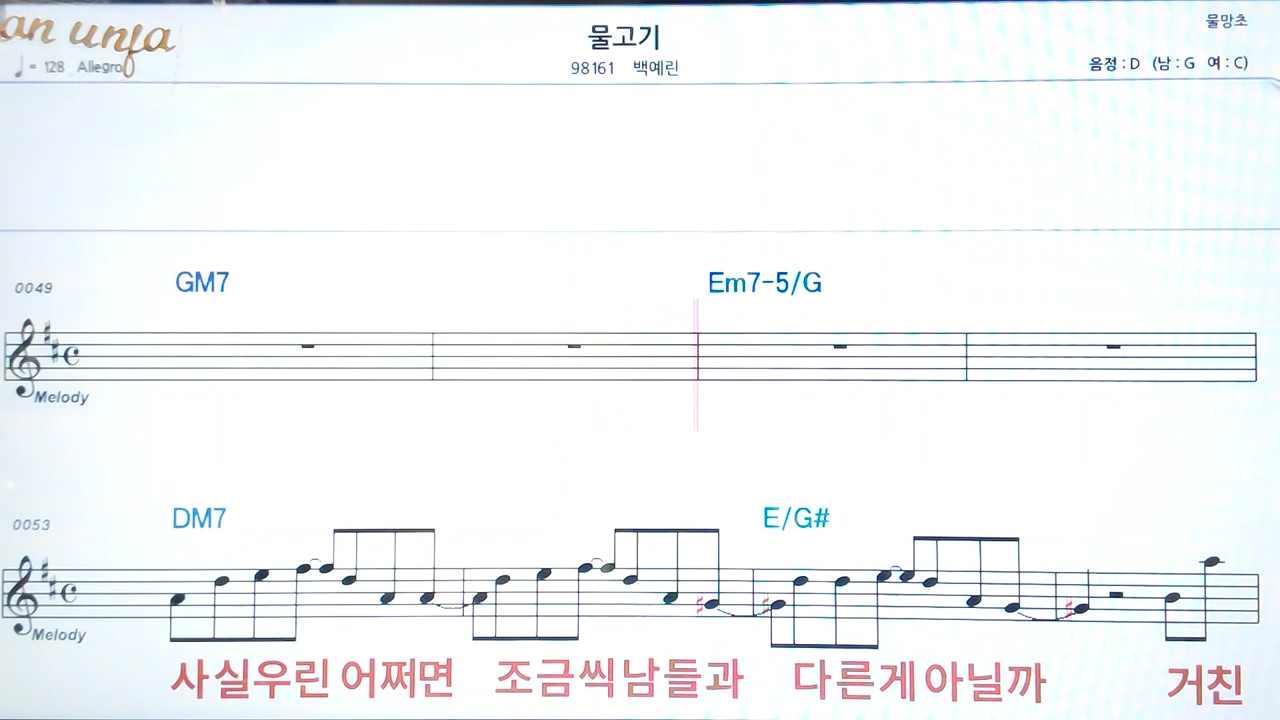 an unja
물망초
물고기
♩= 128 Allegro
98161 백예린
음정 : D (남 : G 여 : C)
0049
GM7
Em7-5/G
Melody
0053
DM7
E/G#
Melody
사실우린 어쩌면 조금씩남들과 다른게아닐까 거친